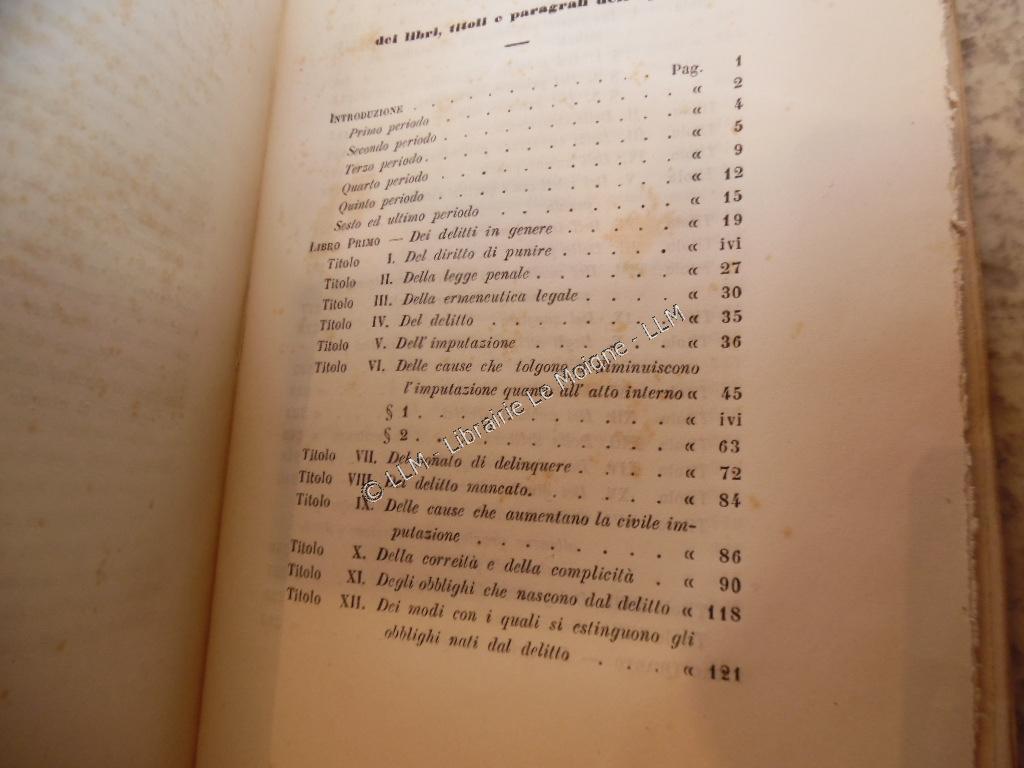 dei libri, titoli e paragrafi
Pag. 1
INTRODUZIONE . . . . . . . . . . « 2
Primo periodo . . . . . . . . . . « 4
Secondo periodo . . . . . . . . . « 5
Terzo periodo . . . . . . . . . . « 9
Quarto periodo . . . . . . . . . « 12
Quinto periodo . . . . . . . . . « 15
Sesto ed ultimo periodo . . . . . . . « 19
LIBRO PRIMO — Dei delitti in genere . . . . . « ivi
Titolo I. Del diritto di punire . . . . . « 27
Titolo II. Della legge penale . . . . . . « 30
Titolo III. Della ermeneutica legale . . . . « 35
Titolo IV. Del delitto . . . . . . . « 36
Titolo V. Dell' imputazione . . . . . .
Titolo VI. Delle cause che tolgono diminuiscono
l'imputazione quanto all' atto interno « 45
§ 1 . . . . . . . . . . « ivi
§ 2 . . . . . . . . . . « 63
Titolo VII. Del conato di delinquere . . . . « 72
Titolo VIII. delitto mancato. . . . . . « 84
Titolo IX. Delle cause che aumentano la civile im-
putazione . . . . . . . . « 86
Titolo X. Della correità e della complicità . « 90
Titolo XI. Degli obblighi che nascono dal delitto « 118
Titolo XII. Dei modi con i quali si estinguono gli
obblighi nati dal delitto . . . . « 121
© LLM - Librairie Le Moigne - LLM